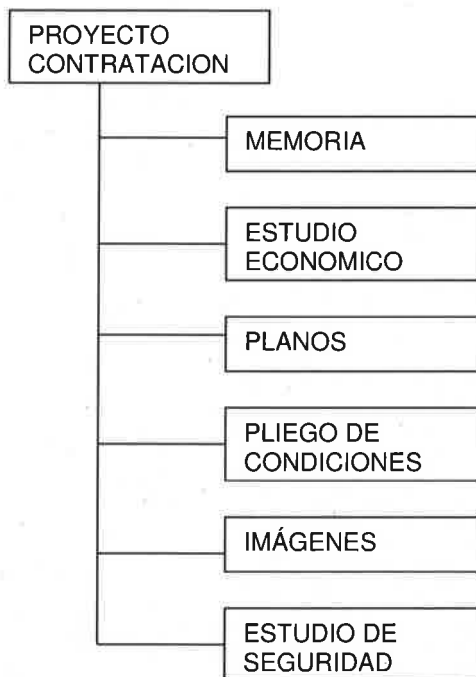 PROYECTO
CONTRATACION
MEMORIA
ESTUDIO
ECONOMICO
PLANOS
PLIEGO DE
CONDICIONES
IMÁGENES
ESTUDIO DE
SEGURIDAD